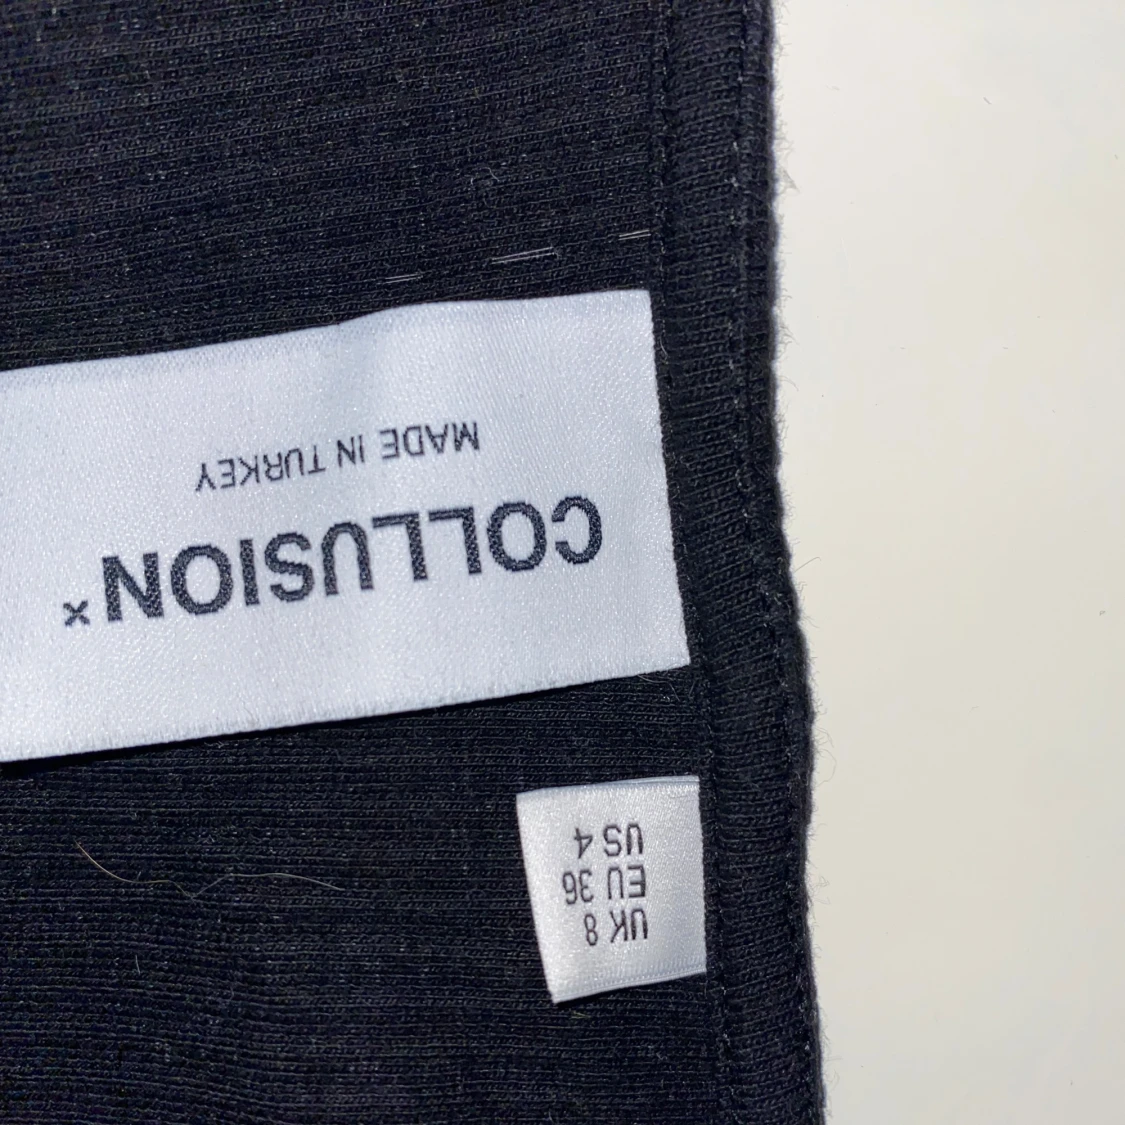 COLLUSION x
MADE IN TURKEY
UK 8
EU 36
US 4